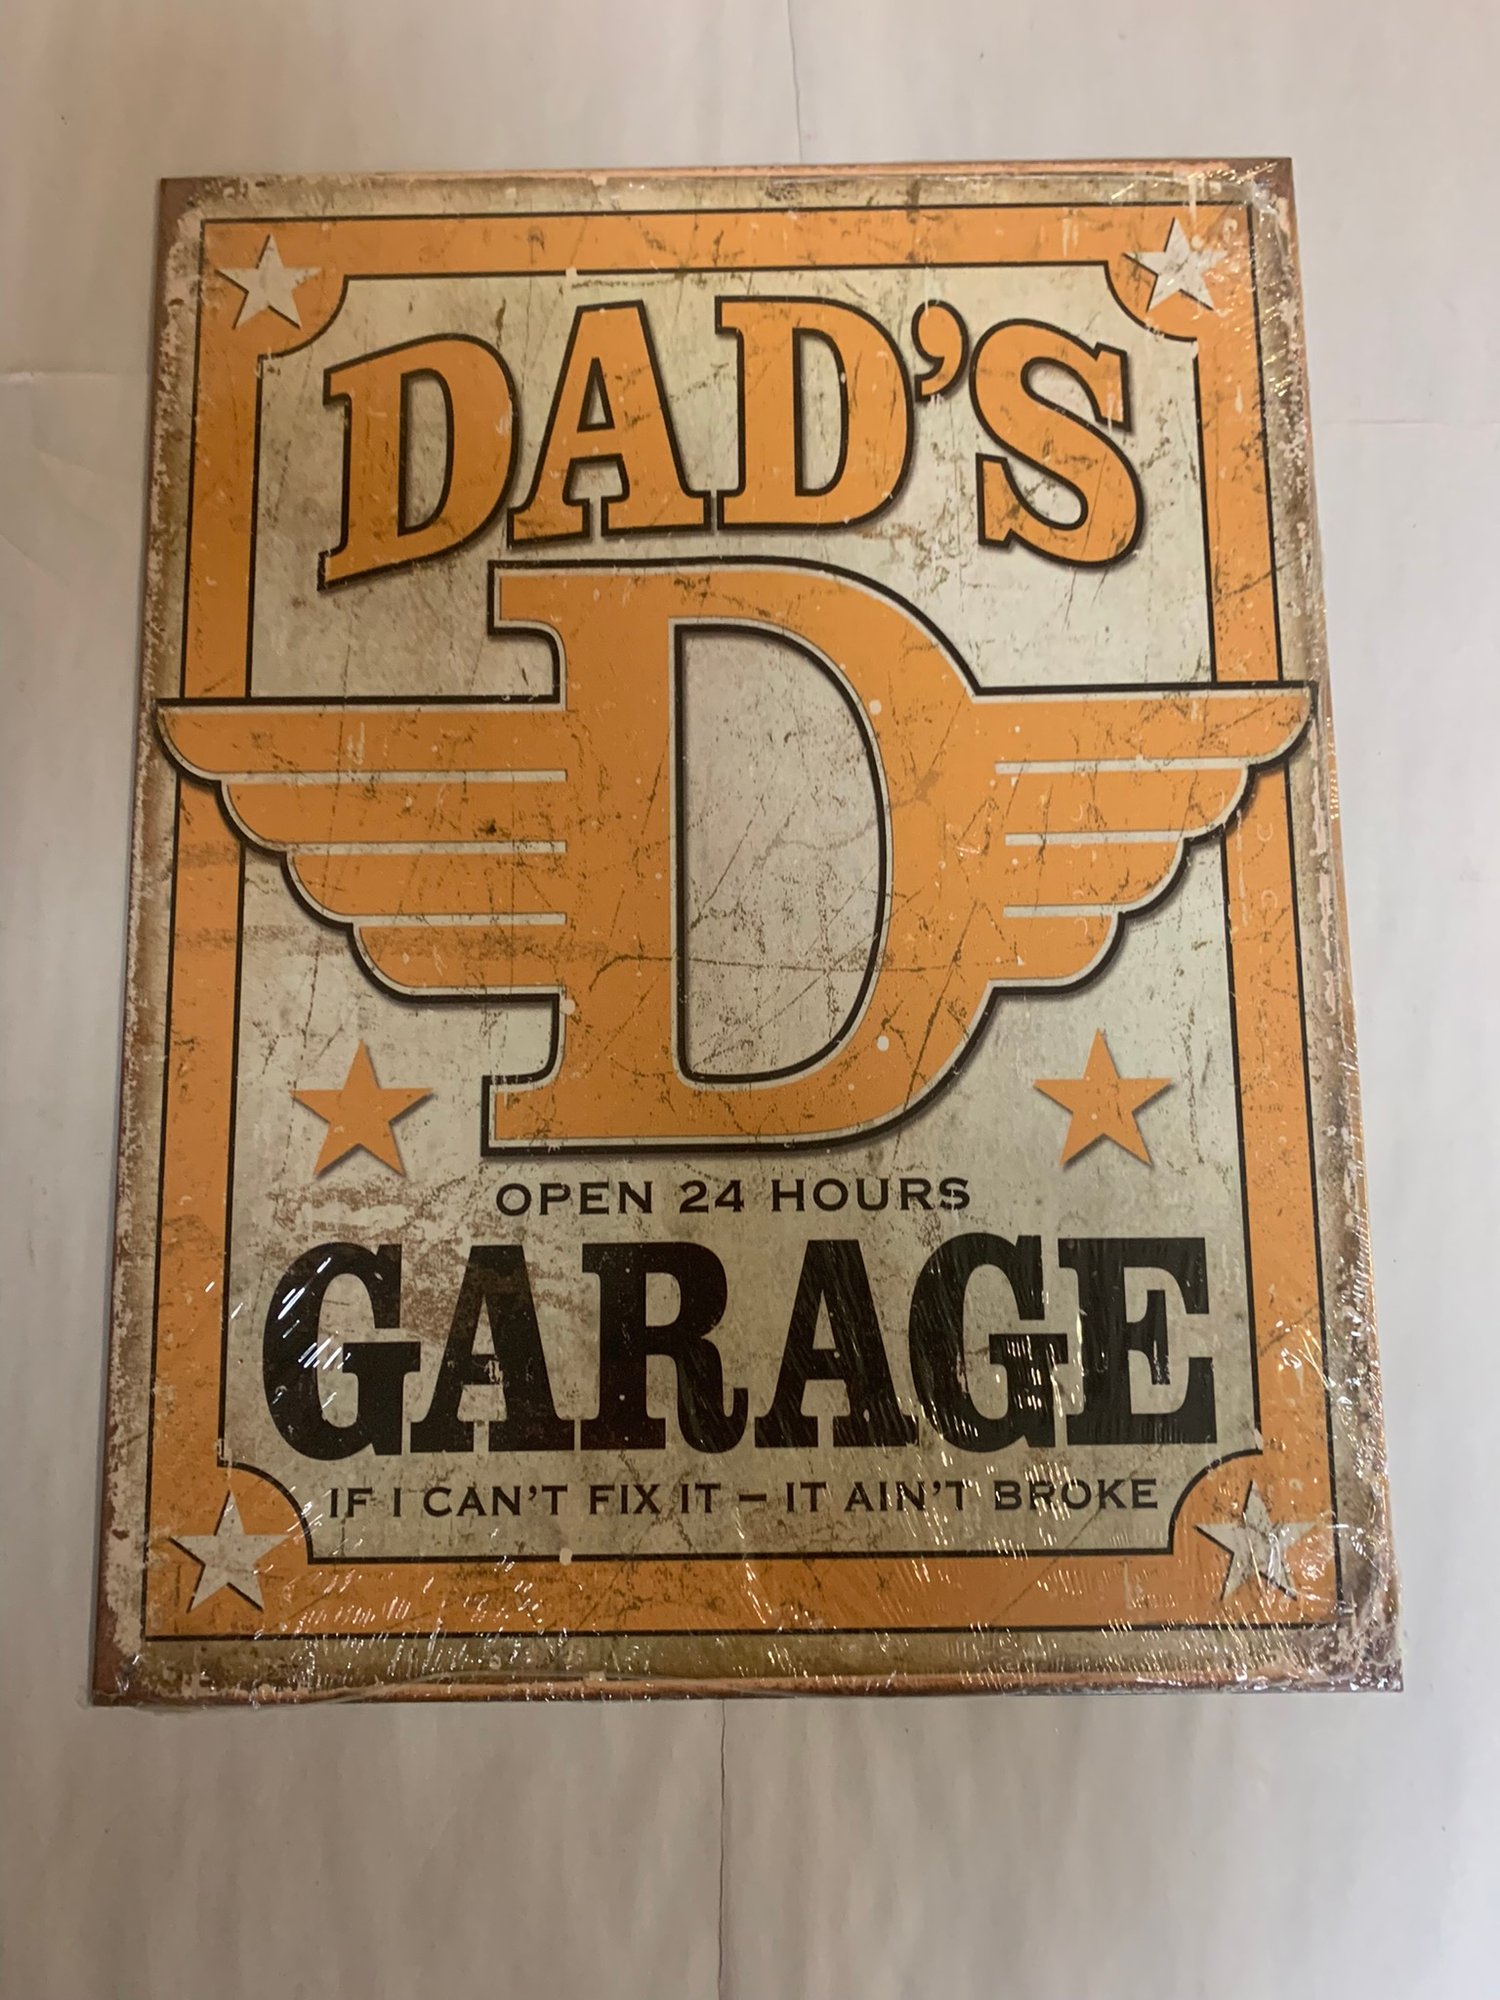 DAD'S
D
OPEN 24 HOURS
GARAGE
IF I CAN'T FIX IT – IT AIN'T BROKE